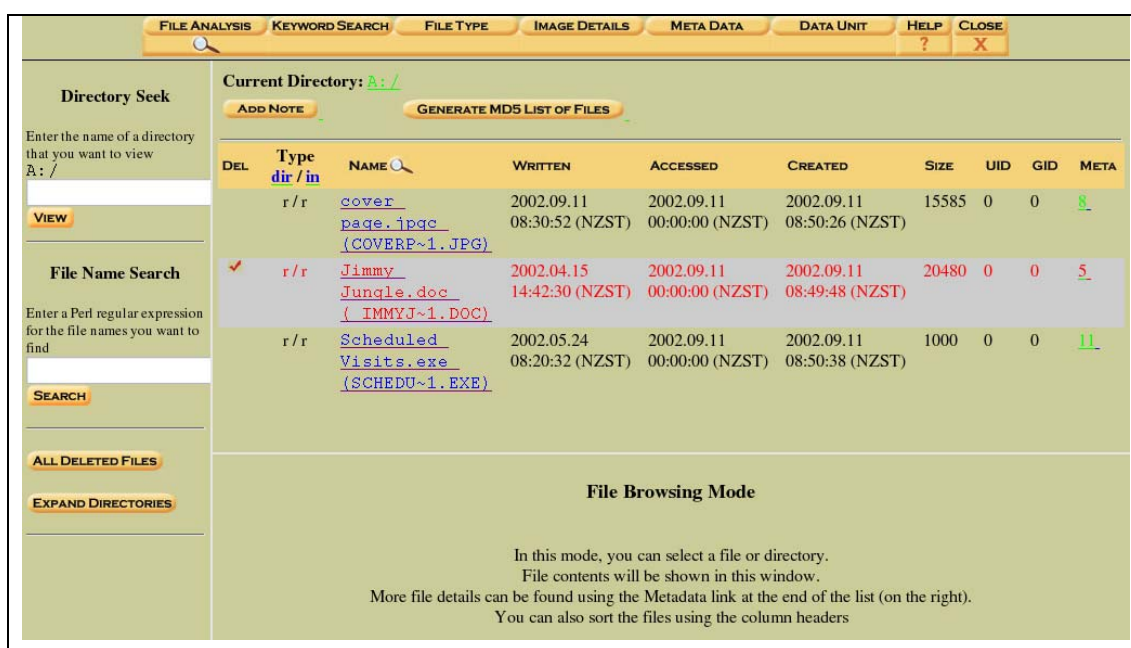 FILE ANALYSIS KEYWORD SEARCH FILE TYPE IMAGE DETAILS META DATA DATA UNIT HELP CLOSE
? X
Directory Seek
Enter the name of a directory
that you want to view
A:/
VIEW
File Name Search
Enter a Perl regular expression
for the file names you want to
find
SEARCH
ALL DELETED FILES
EXPAND DIRECTORIES
Current Directory: A:/
ADD NOTE GENERATE MD5 LIST OF FILES
DEL Type NAME WRITTEN ACCESSED CREATED SIZE UID GID META
dir / in
r / r cover 2002.09.11 2002.09.11 2002.09.11 15585 0 0 8
page.jpgc 08:30:52 (NZST) 00:00:00 (NZST) 08:50:26 (NZST)
(COVERP~1.JPG)
r / r Jimmy 2002.04.15 2002.09.11 2002.09.11 20480 0 0 5
Jungle.doc 14:42:30 (NZST) 00:00:00 (NZST) 08:49:48 (NZST)
(_IMMYJ~1.DOC)
r / r Scheduled 2002.05.24 2002.09.11 2002.09.11 1000 0 0 11
Visits.exe 08:20:32 (NZST) 00:00:00 (NZST) 08:50:38 (NZST)
(SCHEDU~1.EXE)
File Browsing Mode
In this mode, you can select a file or directory.
File contents will be shown in this window.
More file details can be found using the Metadata link at the end of the list (on the right).
You can also sort the files using the column headers